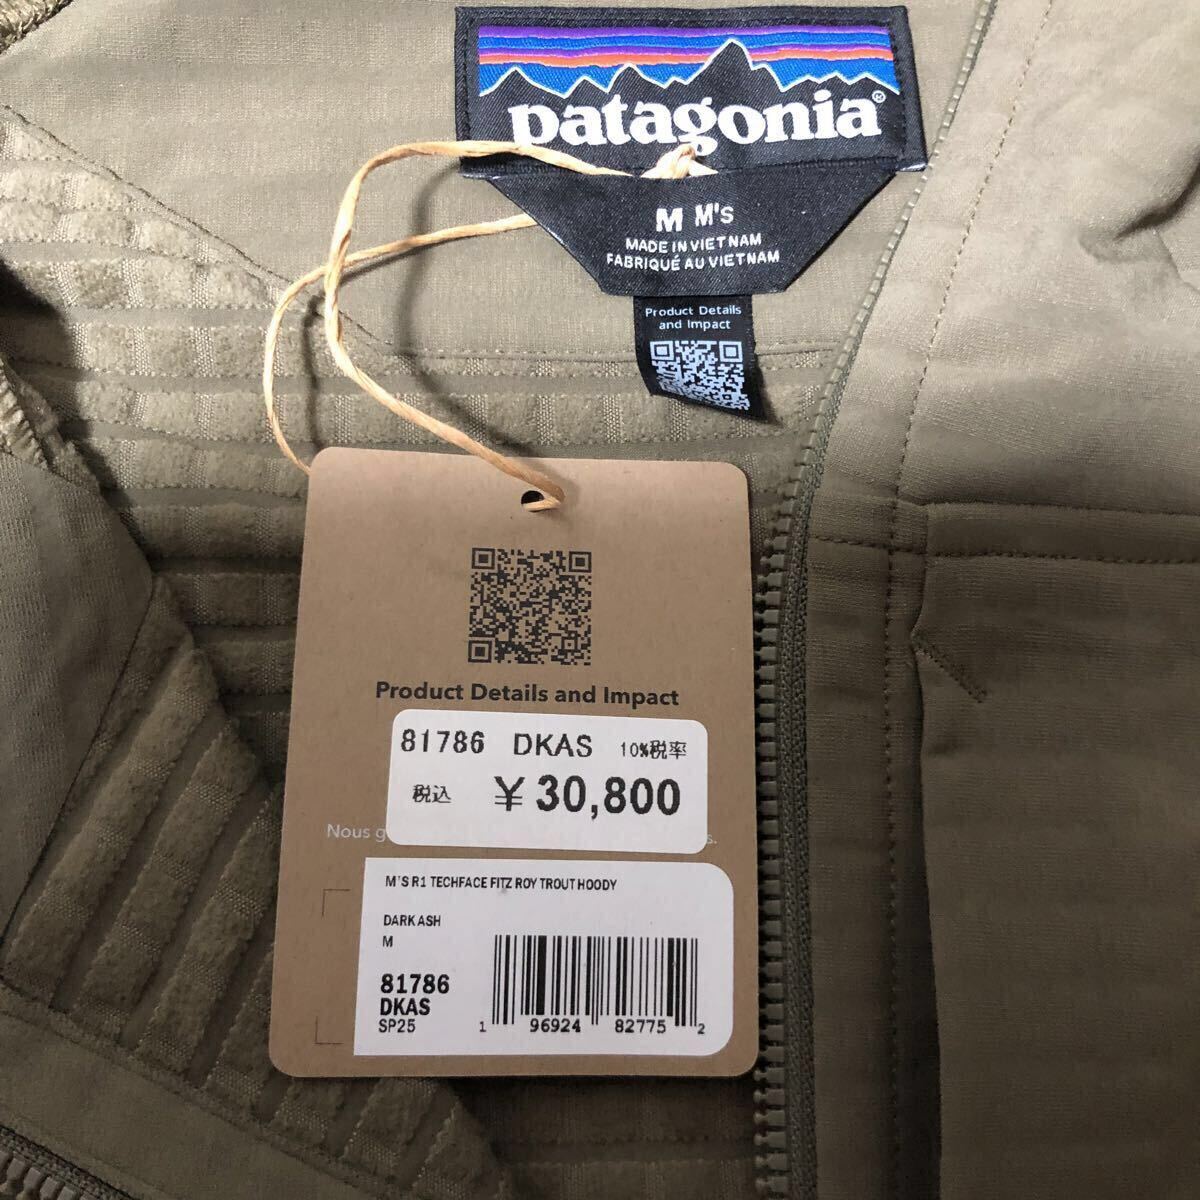 patagonia®
M M's
MADE IN VIETNAM
FABRIQUÉ AU VIETNAM
Product Details
and Impact
Product Details and Impact
81786 DKAS 10%税率
税込 ¥30,800
Nous
M'S R1 TECHFACE FITZ ROY TROUT HOODY
DARK ASH
M
81786
DKAS
SP25
1 96924 82775 2